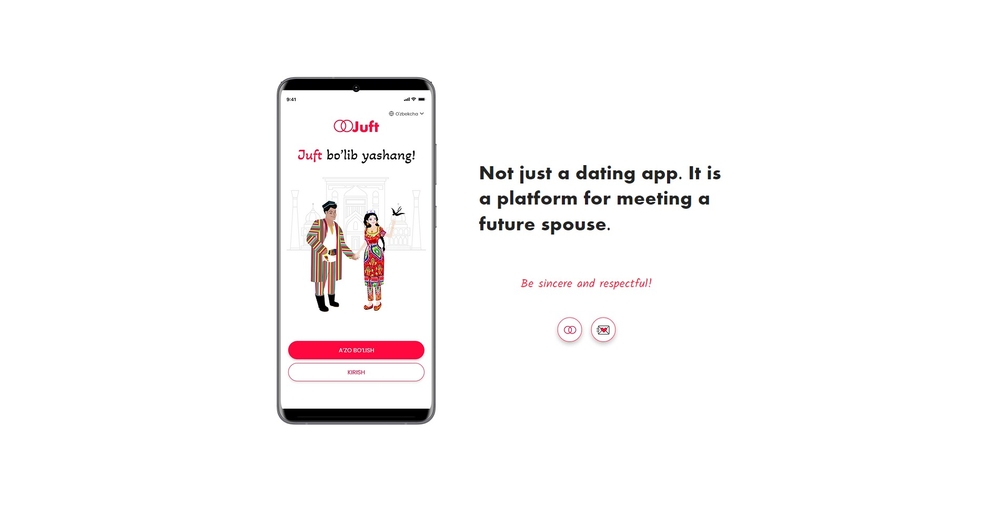 9:41
O'zbekcha
Juft
Juft bo'lib yashang!
A'ZO BO'LISH
KIRISH
Not just a dating app. It is
a platform for meeting a
future spouse.
Be sincere and respectful!